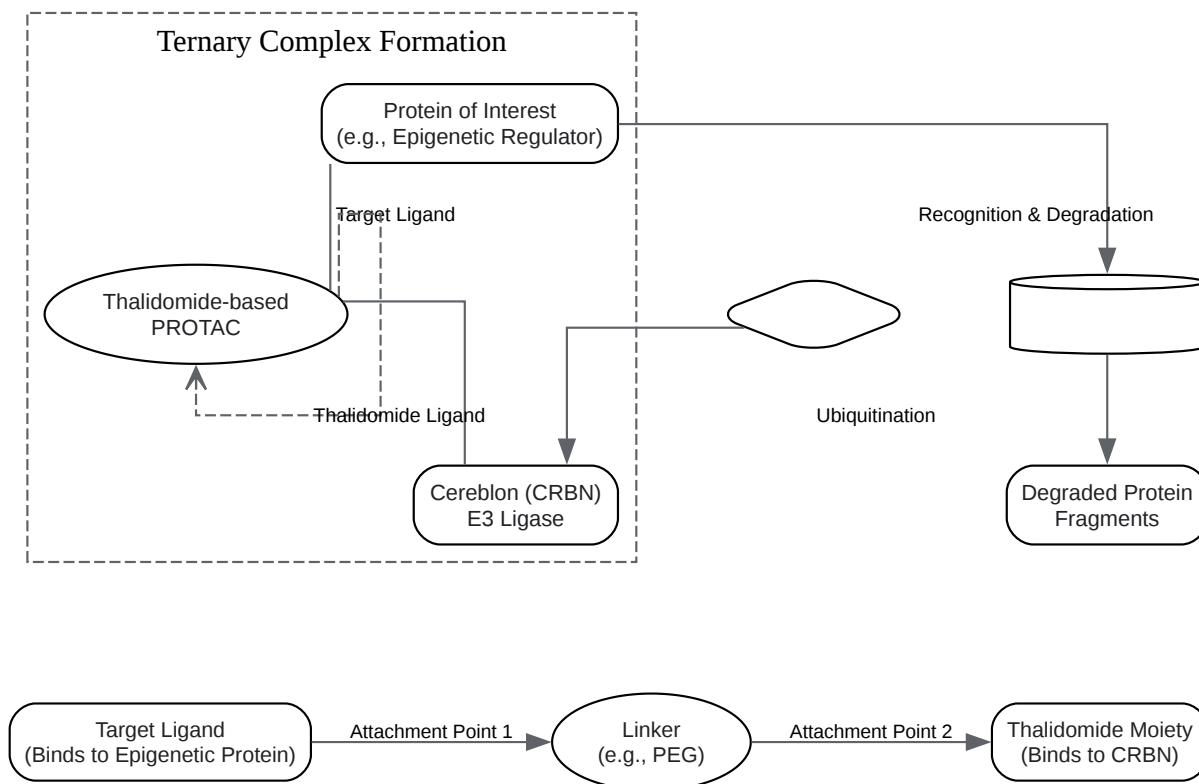 Ternary Complex Formation
Protein of Interest
(e.g., Epigenetic Regulator)
Target Ligand
Recognition & Degradation
Thalidomide-based
PROTAC
Thalidomide Ligand
Ubiquitination
Cereblon (CRBN)
E3 Ligase
Degraded Protein
Fragments
Target Ligand
(Binds to Epigenetic Protein)
Attachment Point 1
Linker
(e.g., PEG)
Attachment Point 2
Thalidomide Moiety
(Binds to CRBN)